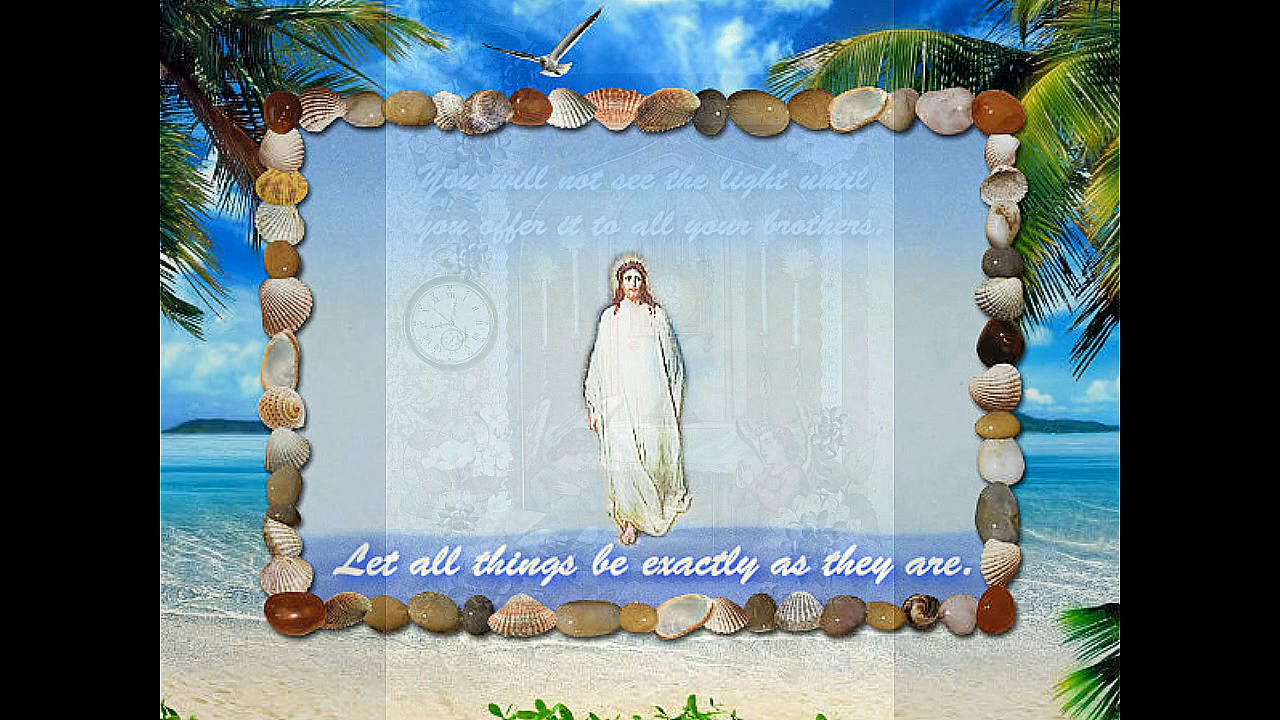 You will not see the light until
you offer it to all your brothers.
Let all things be exactly as they are.